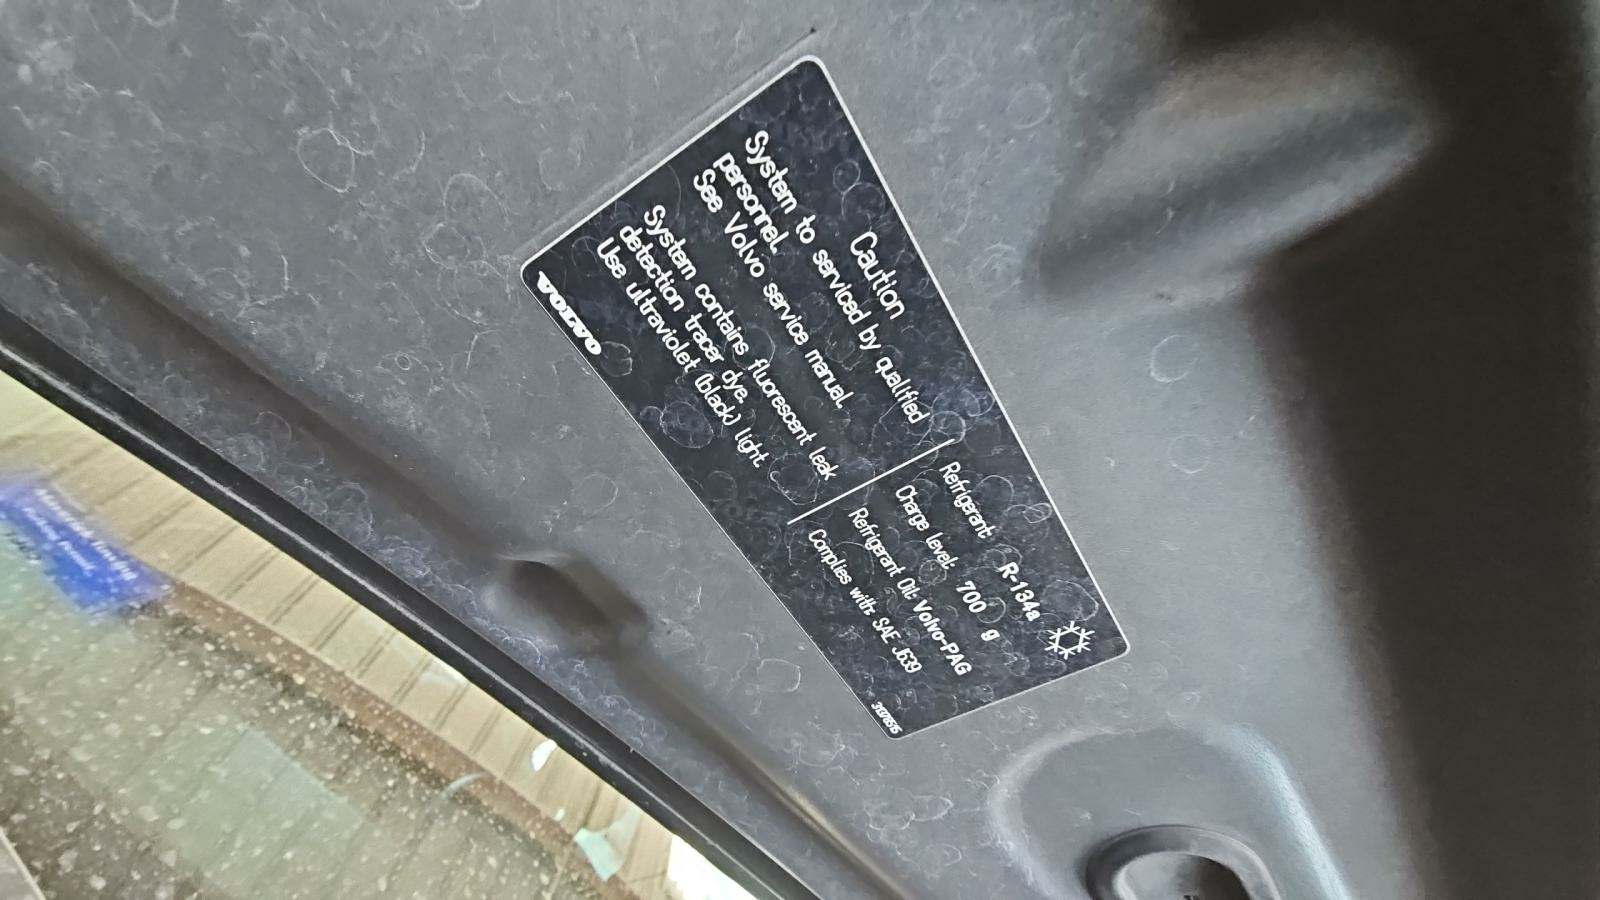 Caution
System to serviced by qualified
personnel.
See Volvo service manual.
System contains fluorescent leak
detection tracer dye.
Use ultraviolet (black) light.
VOLVO
Refrigerant R-134a
Charge level: 700 g
Refrigerant Oil: Volvo-PAG
Complies with: SAE J639